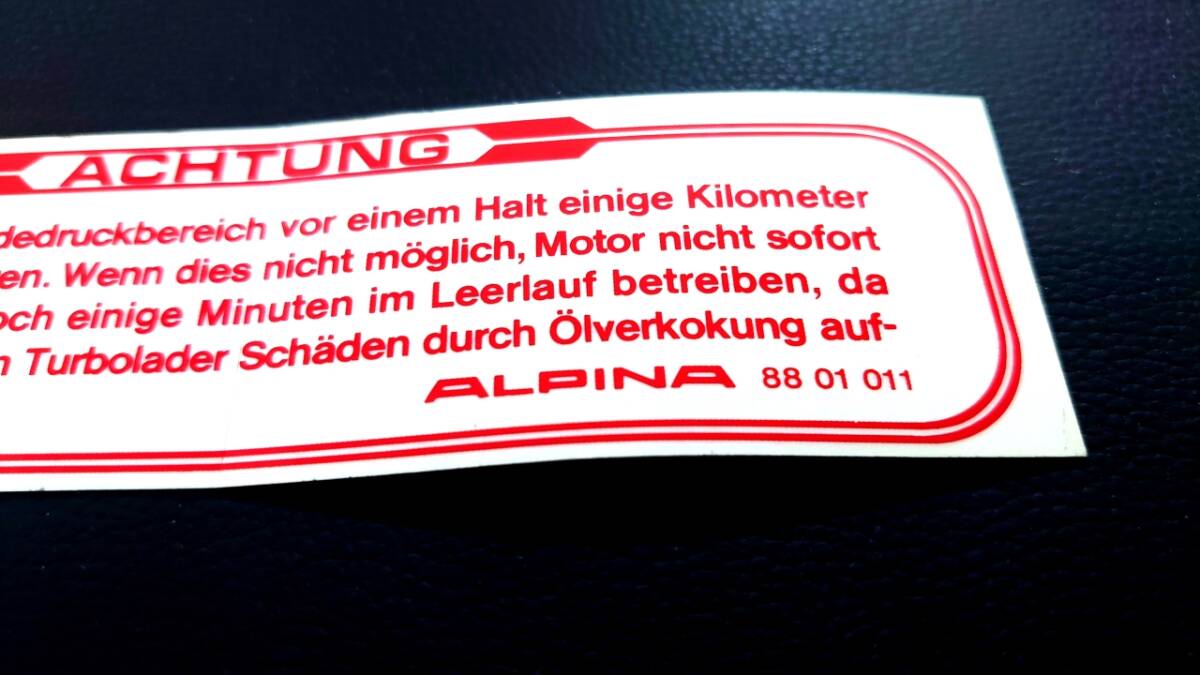 ACHTUNG
dedruckbereich vor einem Halt einige Kilometer
en. Wenn dies nicht möglich, Motor nicht sofort
och einige Minuten im Leerlauf betreiben, da
n Turbolader Schäden durch Ölverkokung auf-
ALPINA 88 01 011